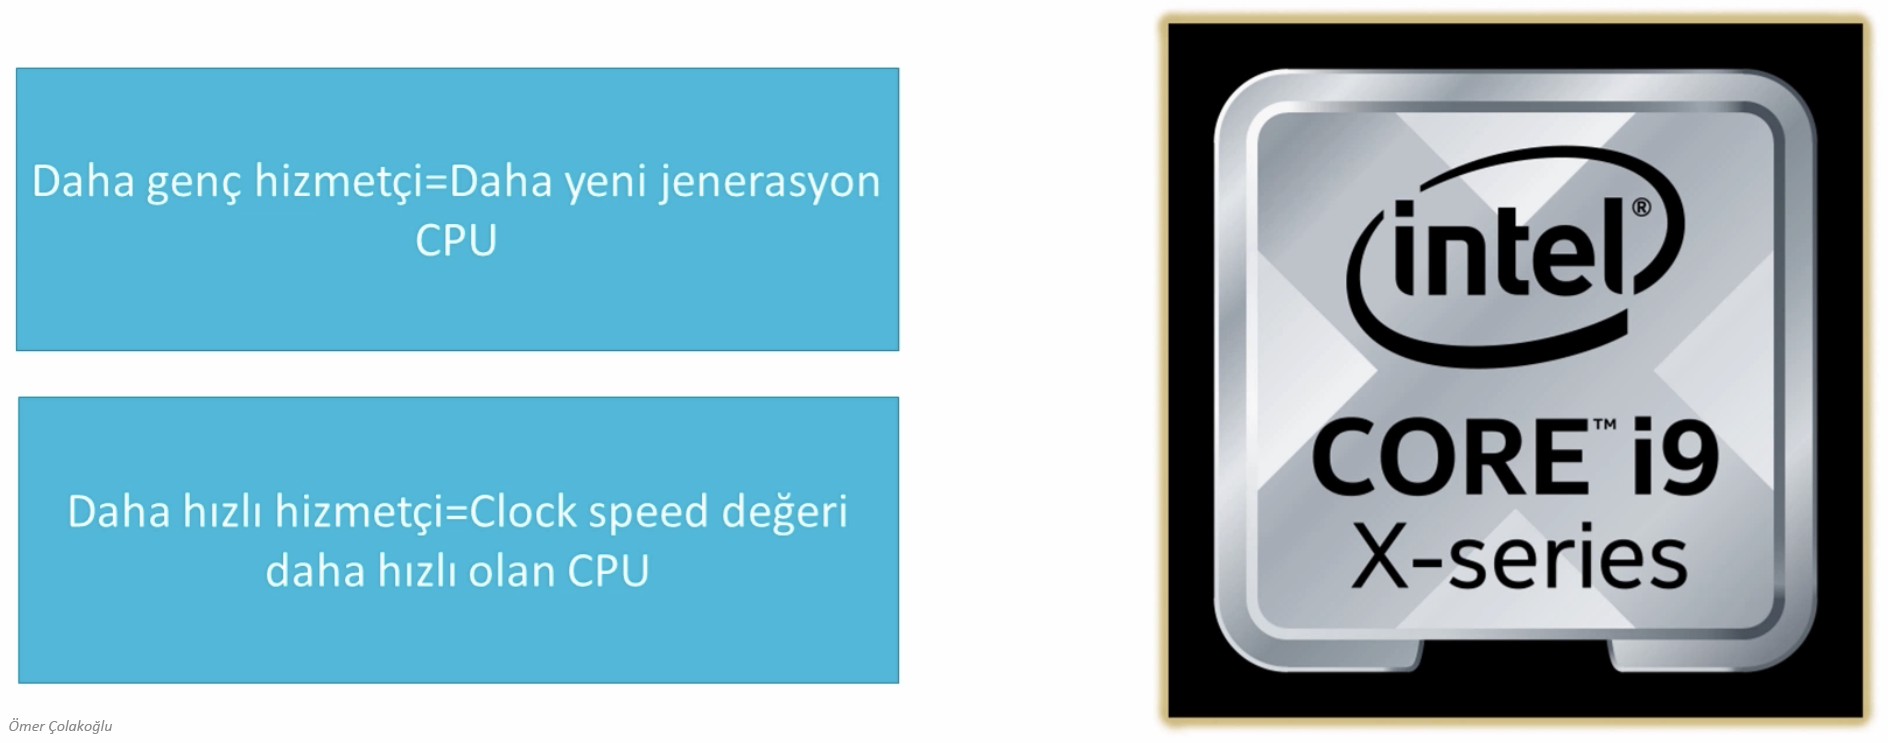 Daha genç hizmetçi=Daha yeni jenerasyon
CPU
Daha hızlı hizmetçi=Clock speed değeri
daha hızlı olan CPU
Ömer Çolakoğlu
intel®
CORE™ i9
X-series